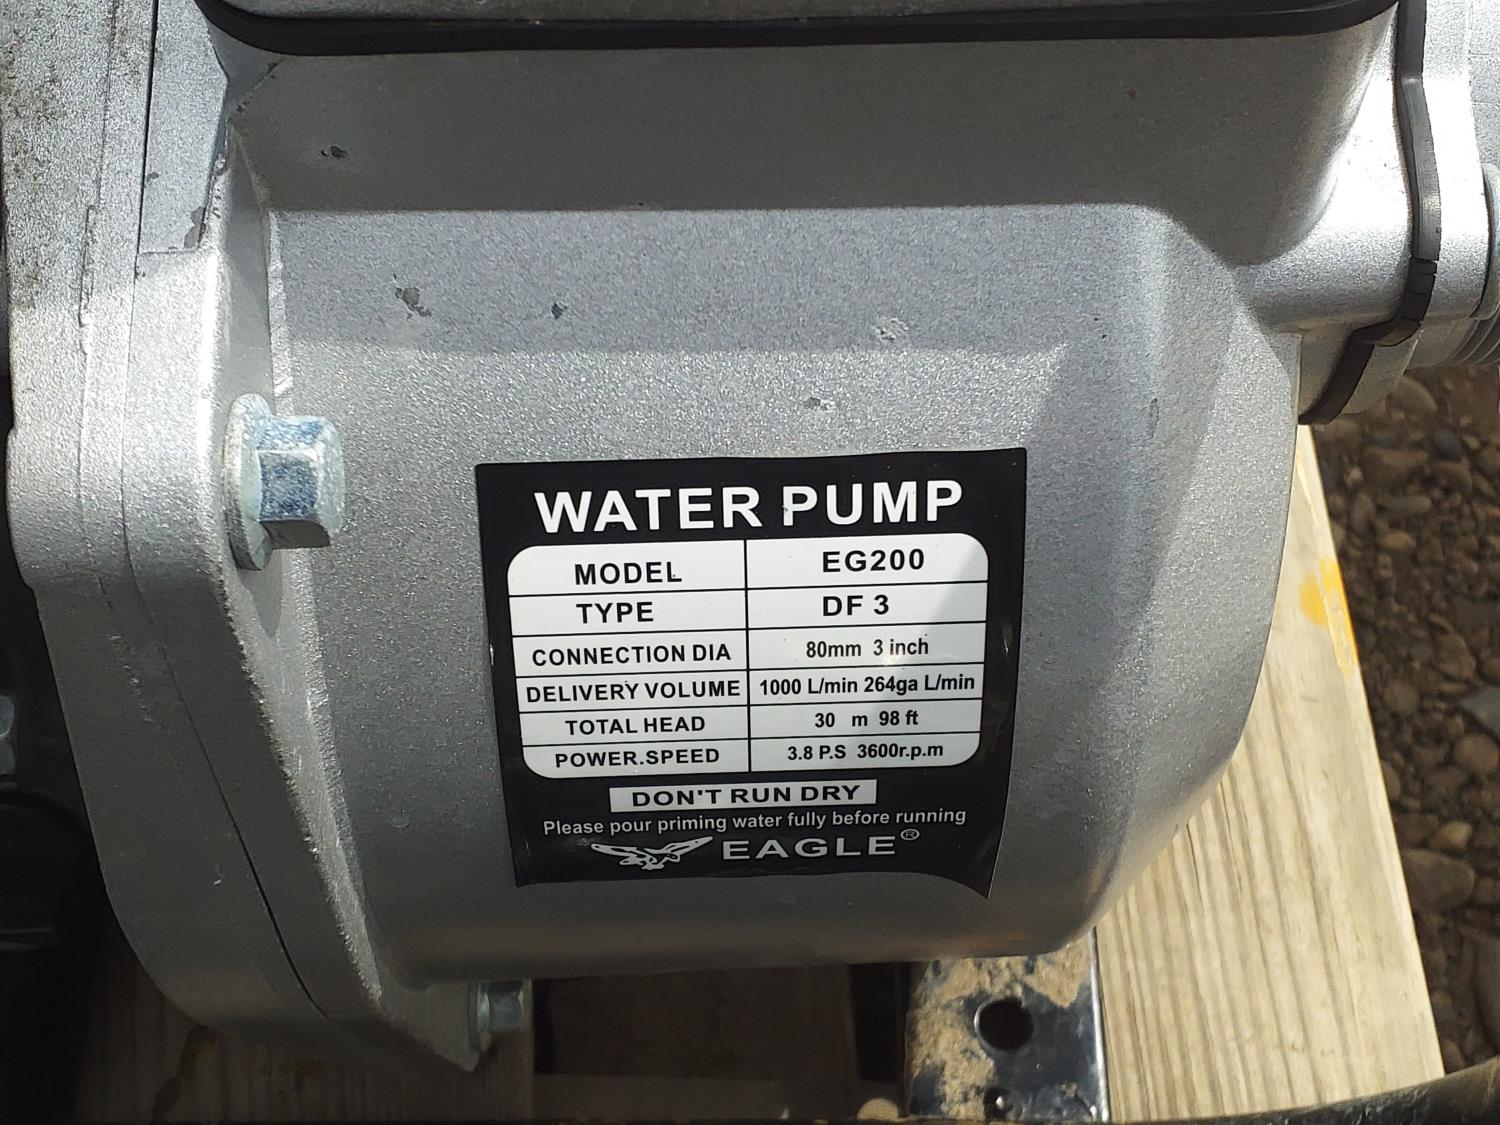 WATER PUMP
MODEL EG200
TYPE DF 3
CONNECTION DIA 80mm 3 inch
DELIVERY VOLUME 1000 L/min 264ga L/min
TOTAL HEAD 30 m 98 ft
POWER.SPEED 3.8 P.S 3600r.p.m
DON'T RUN DRY
Please pour priming water fully before running
EAGLE®